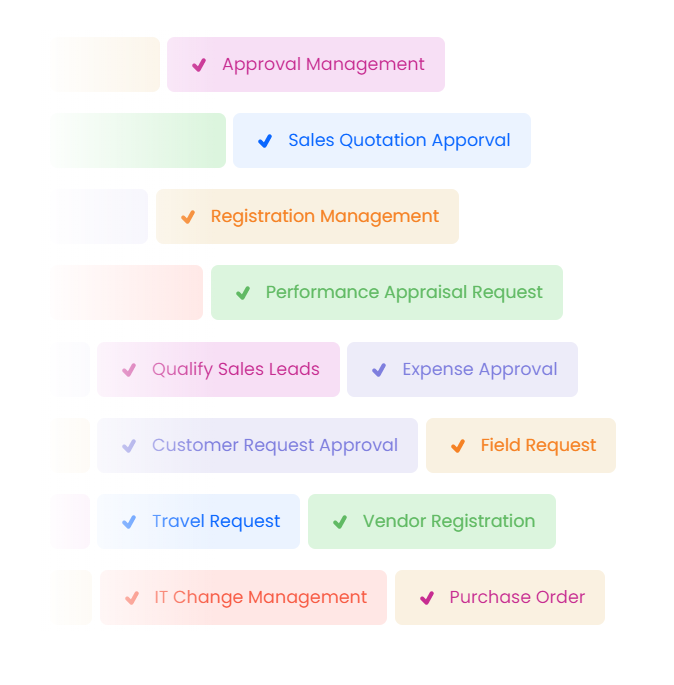 Approval Management
Sales Quotation Apporval
Registration Management
Performance Appraisal Request
Qualify Sales Leads Expense Approval
Customer Request Approval Field Request
Travel Request Vendor Registration
IT Change Management Purchase Order